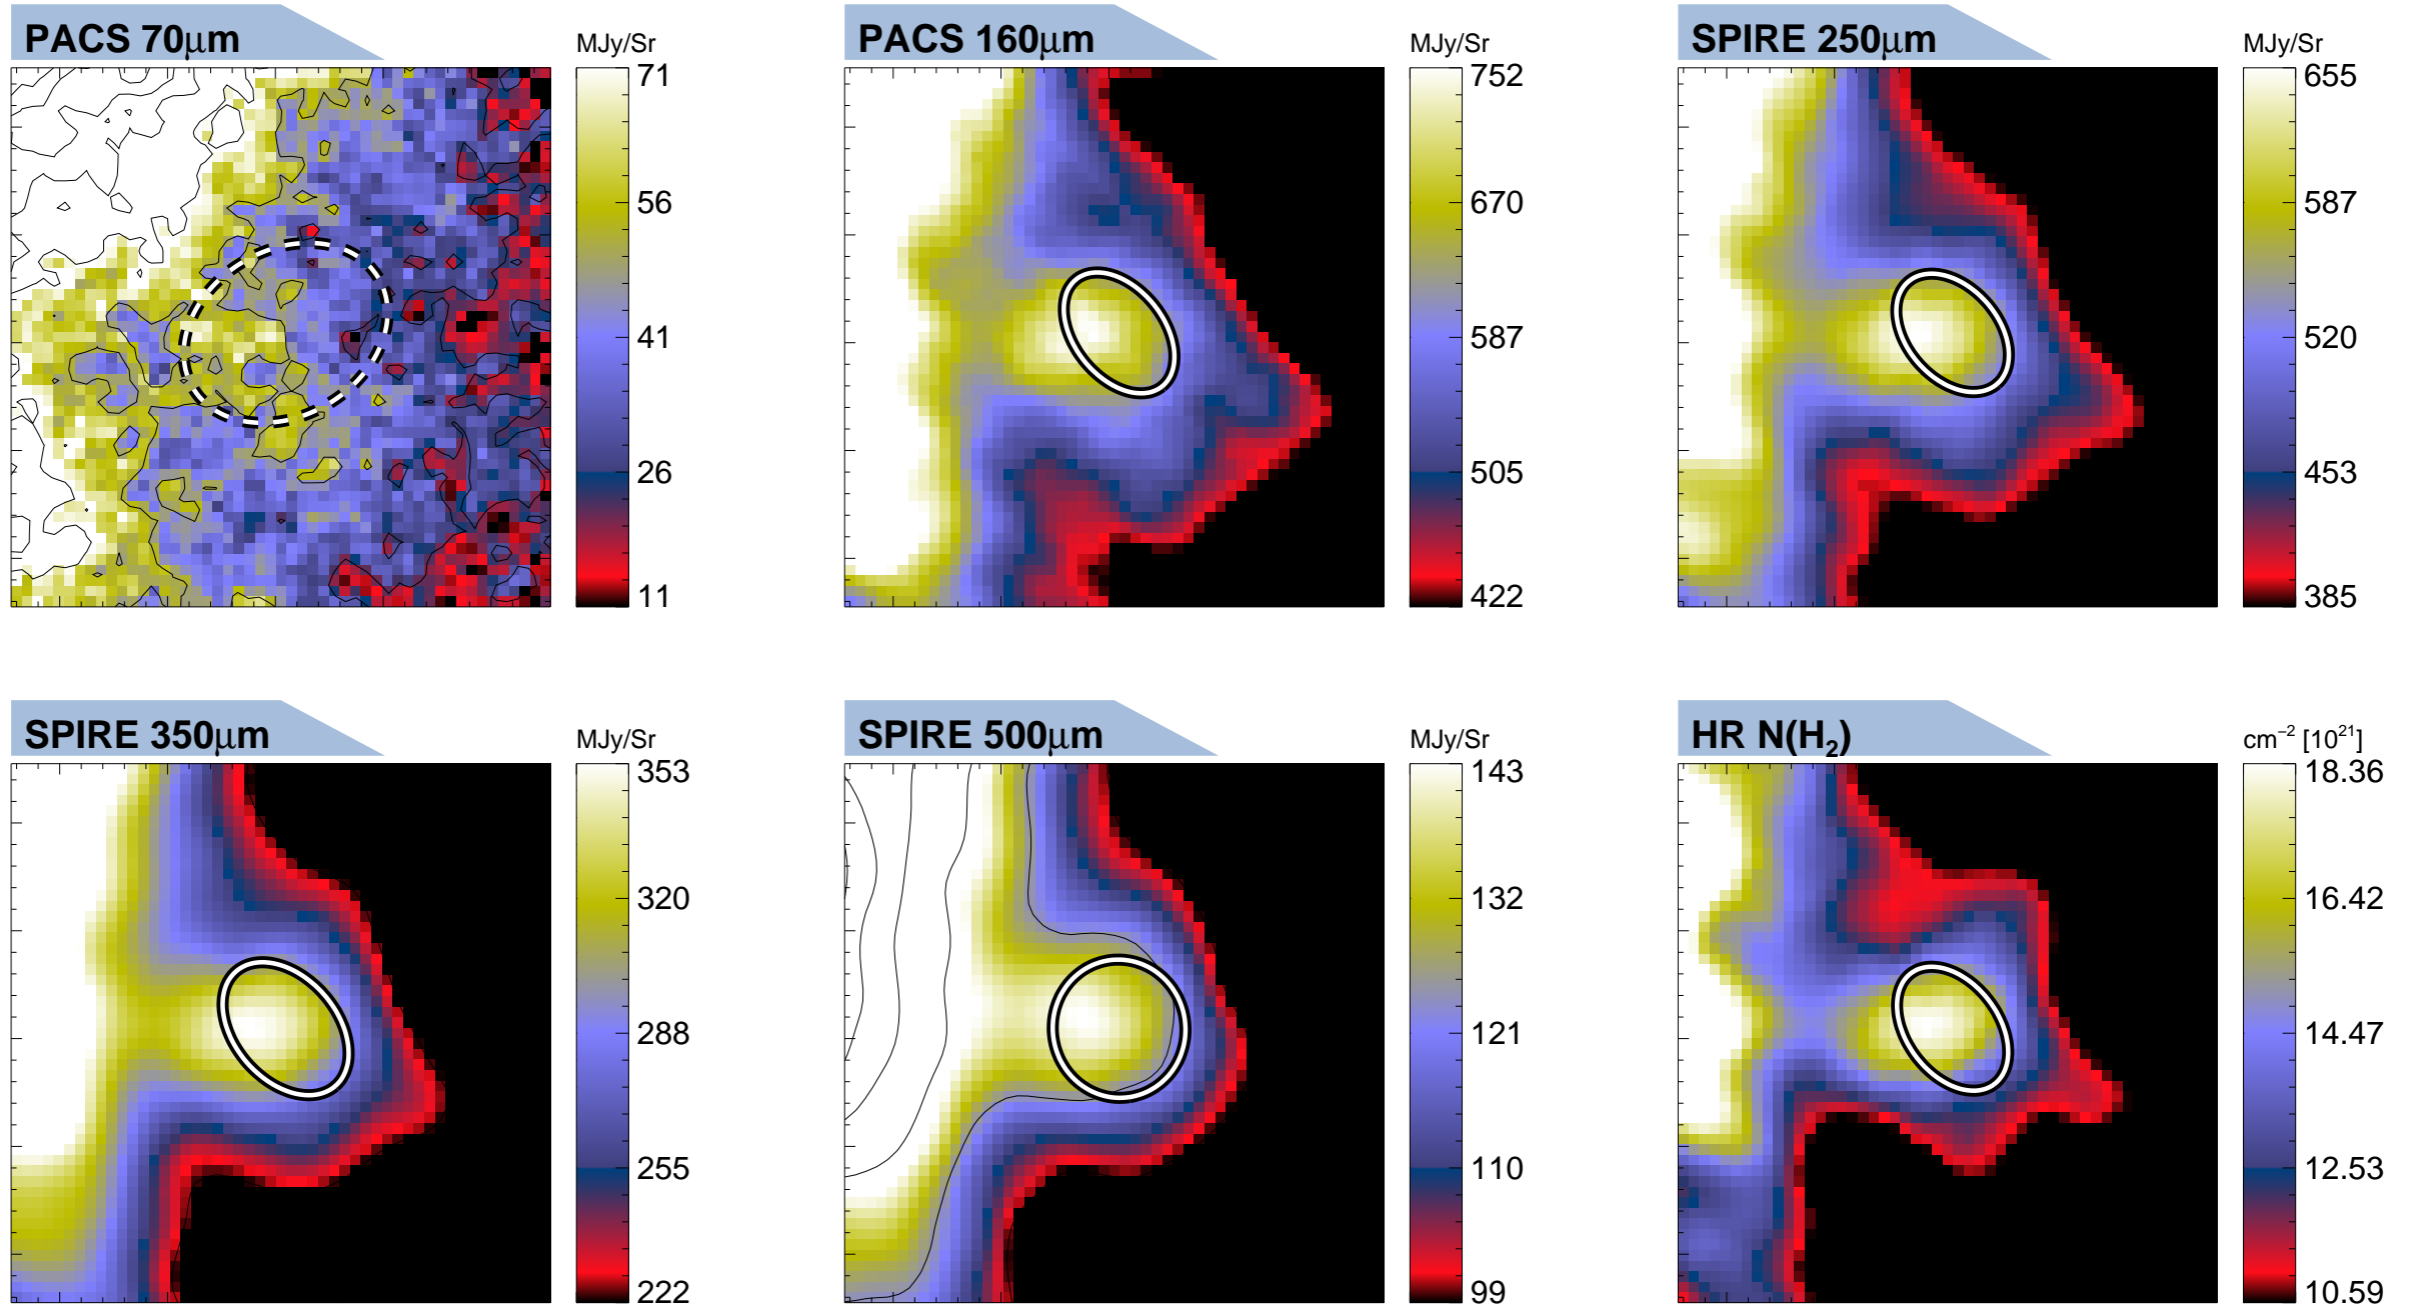 PACS 70μm
MJy/Sr
71
56
41
26
11
PACS 160μm
MJy/Sr
752
670
587
505
422
SPIRE 250μm
MJy/Sr
655
587
520
453
385
SPIRE 350μm
MJy/Sr
353
320
288
255
222
SPIRE 500μm
MJy/Sr
143
132
121
110
99
HR N(H₂)
cm⁻² [10²¹]
18.36
16.42
14.47
12.53
10.59